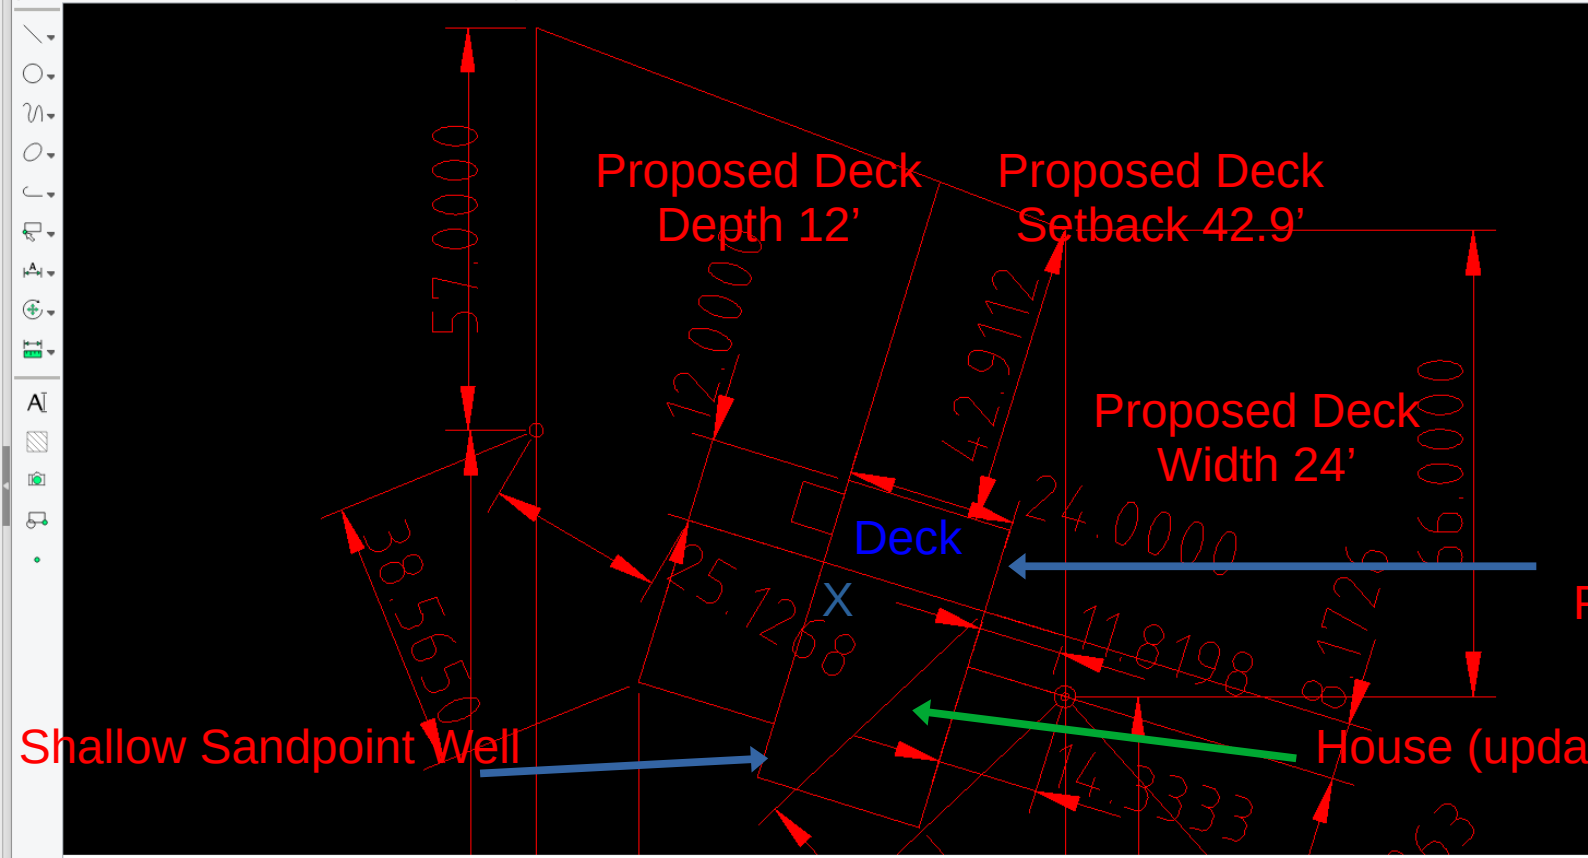 A
57.0000
Proposed Deck
Depth 12’
Proposed Deck
Setback 42.9’
12.0000
42.9112
Proposed Deck
Width 24’
24.0000
Deck
X
38.5650
25.1268
11.8198
Shallow Sandpoint Well
House (upda
14.3333